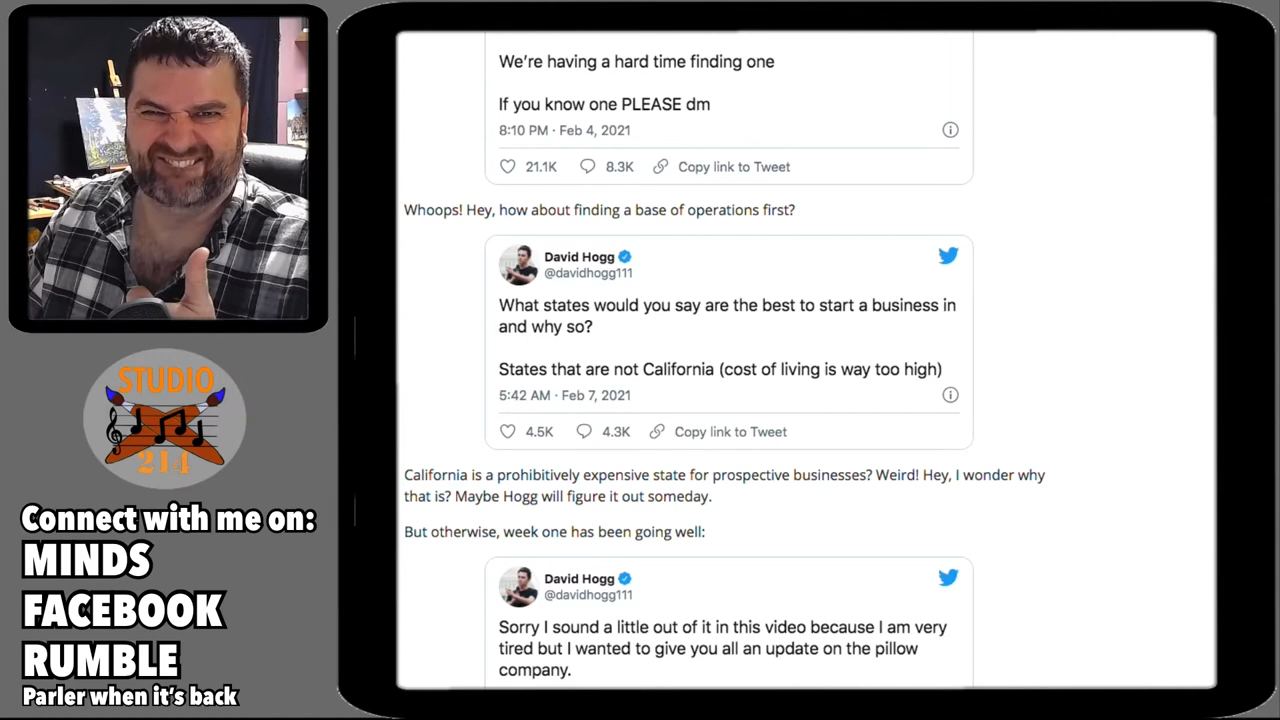 We're having a hard time finding one
If you know one PLEASE dm
8:10 PM · Feb 4, 2021
21.1K 8.3K Copy link to Tweet
Whoops! Hey, how about finding a base of operations first?
David Hogg
@davidhogg111
What states would you say are the best to start a business in
and why so?
States that are not California (cost of living is way too high)
5:42 AM · Feb 7, 2021
4.5K 4.3K Copy link to Tweet
California is a prohibitively expensive state for prospective businesses? Weird! Hey, I wonder why
that is? Maybe Hogg will figure it out someday.
But otherwise, week one has been going well:
David Hogg
@davidhogg111
Sorry I sound a little out of it in this video because I am very
tired but I wanted to give you all an update on the pillow
company.
STUDIO
214
Connect with me on:
MINDS
FACEBOOK
RUMBLE
Parler when it's back